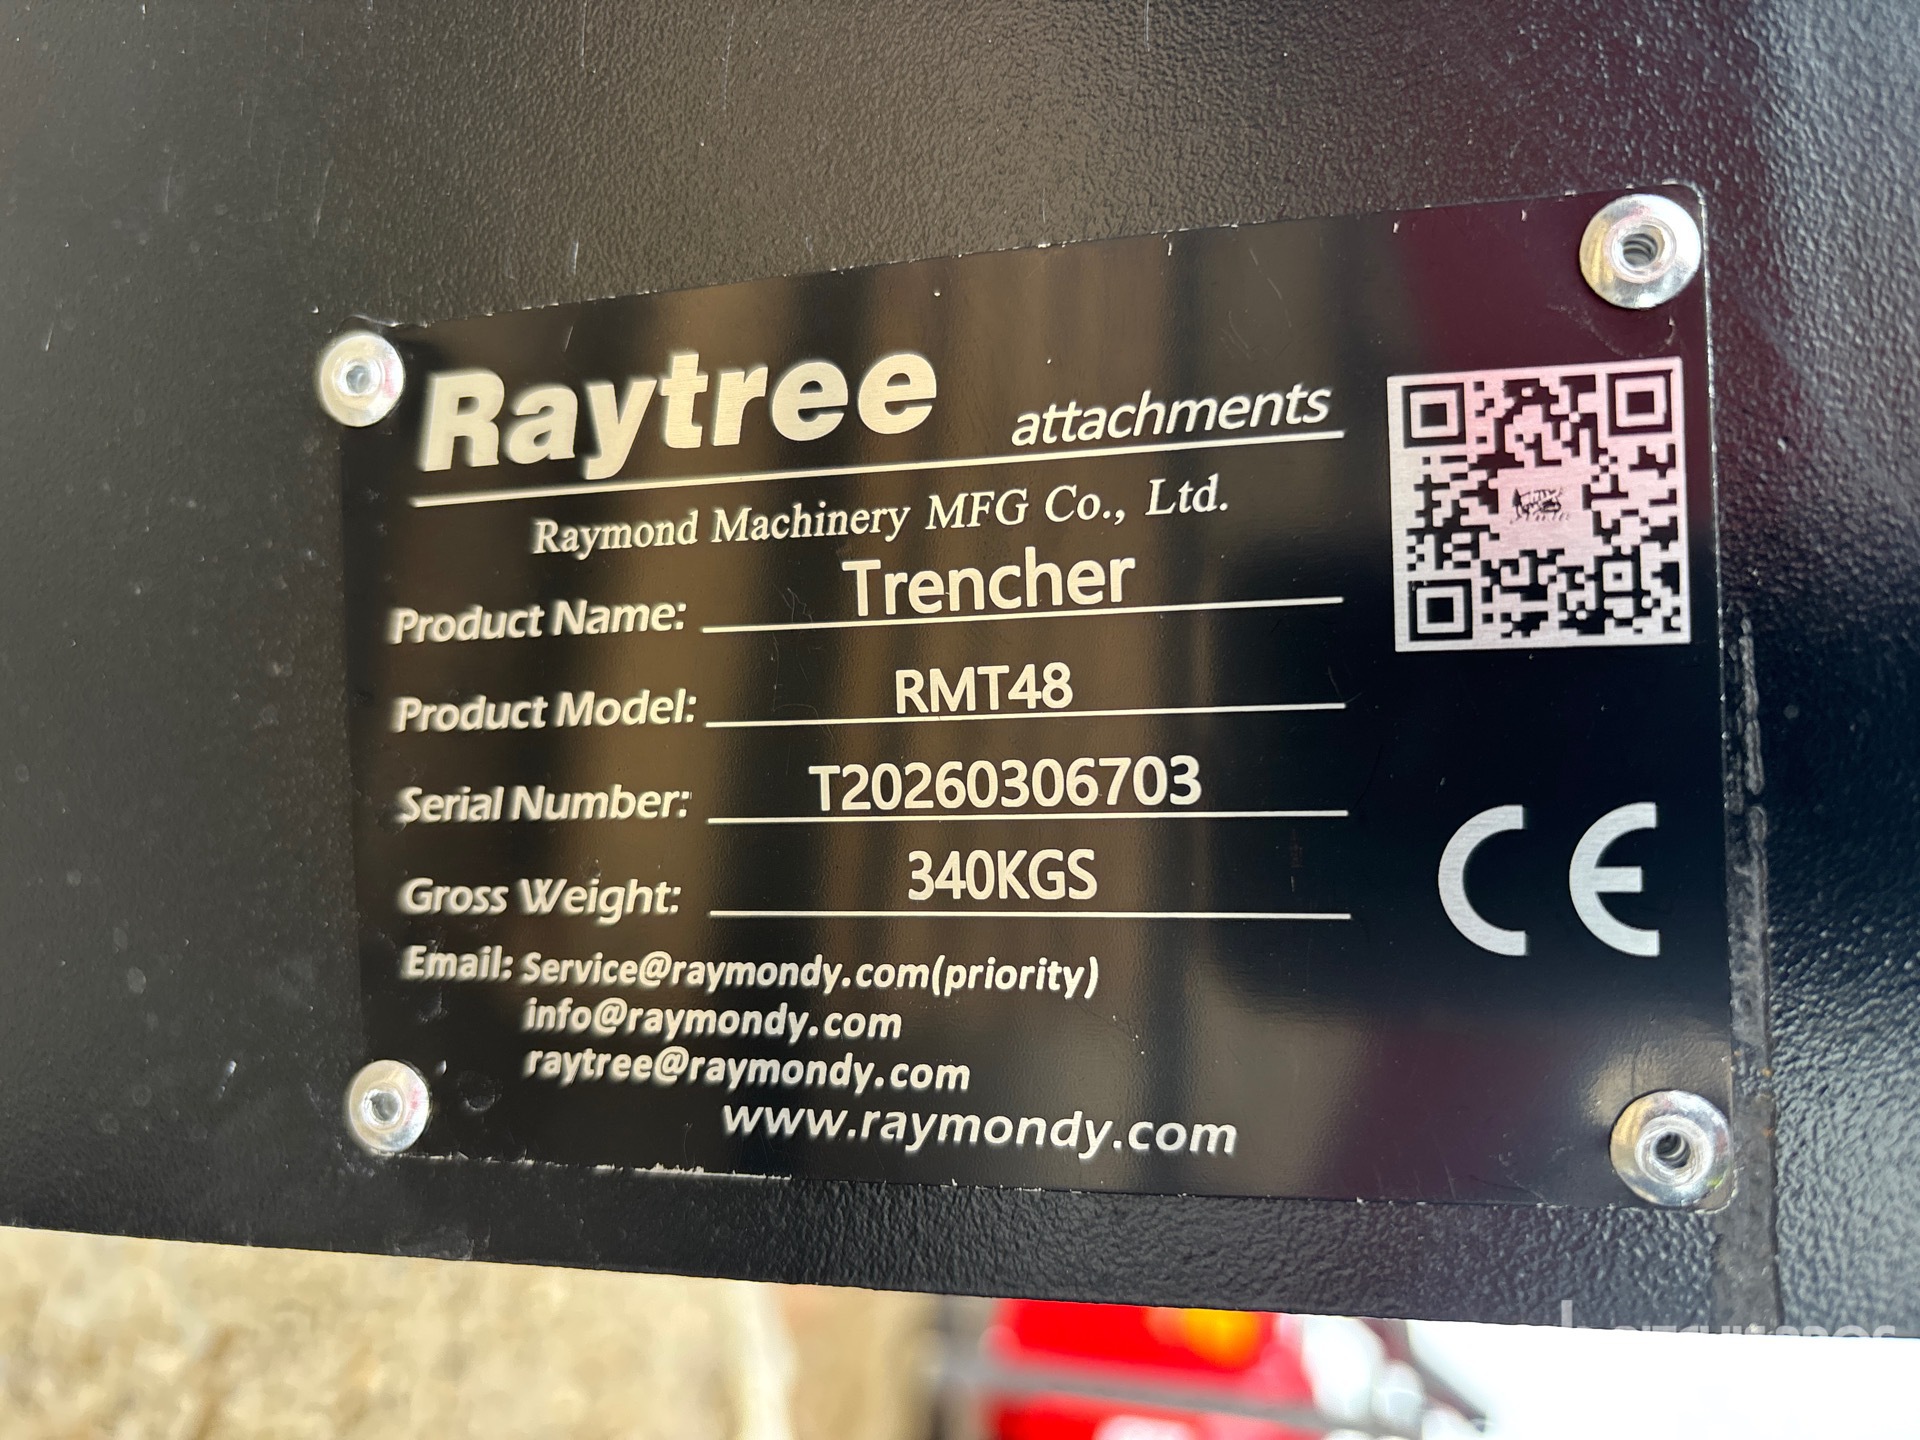 Raytree attachments
Raymond Machinery MFG Co., Ltd.
Product Name: Trencher
Product Model: RMT48
Serial Number: T20260306703
Gross Weight: 340KGS
Email: Service@raymondy.com(priority)
info@raymondy.com
raytree@raymondy.com
www.raymondy.com
CE